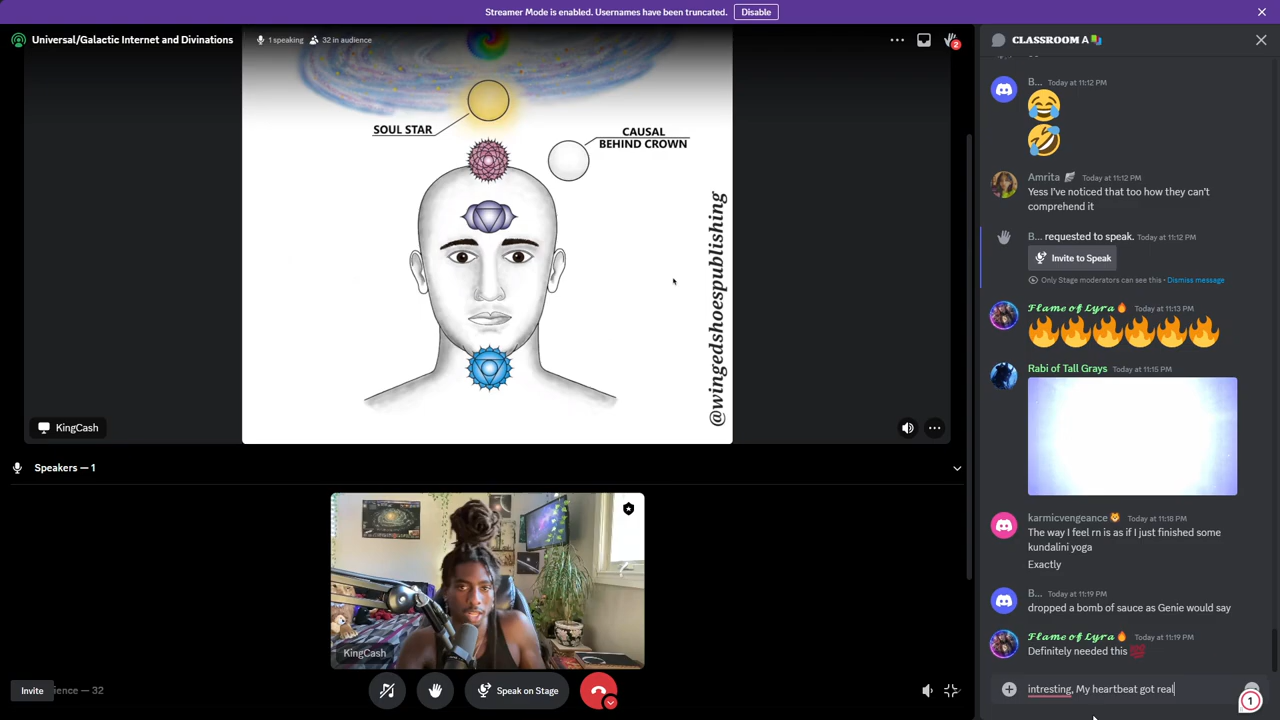 Streamer Mode is enabled. Usernames have been truncated. Disable
Universal/Galactic Internet and Divinations
1 speaking 32 in audience
2
SOUL STAR
CAUSAL
BEHIND CROWN
@wingedshoespublishing
KingCash
Speakers — 1
KingCash
Invite
ience — 32
Speak on Stage
CLASSROOM A
B... Today at 11:12 PM
Amrita Today at 11:12 PM
Yess I've noticed that too how they can't
comprehend it
B... requested to speak. Today at 11:12 PM
Invite to Speak
Only Stage moderators can see this • Dismiss message
Flame of Lyra Today at 11:13 PM
Rabi of Tall Grays Today at 11:15 PM
karmicvengeance Today at 11:18 PM
The way I feel rn is as if I just finished some
kundalini yoga
Exactly
B... Today at 11:19 PM
dropped a bomb of sauce as Genie would say
Flame of Lyra Today at 11:19 PM
Definitely needed this 💯
intresting, My heartbeat got real
1